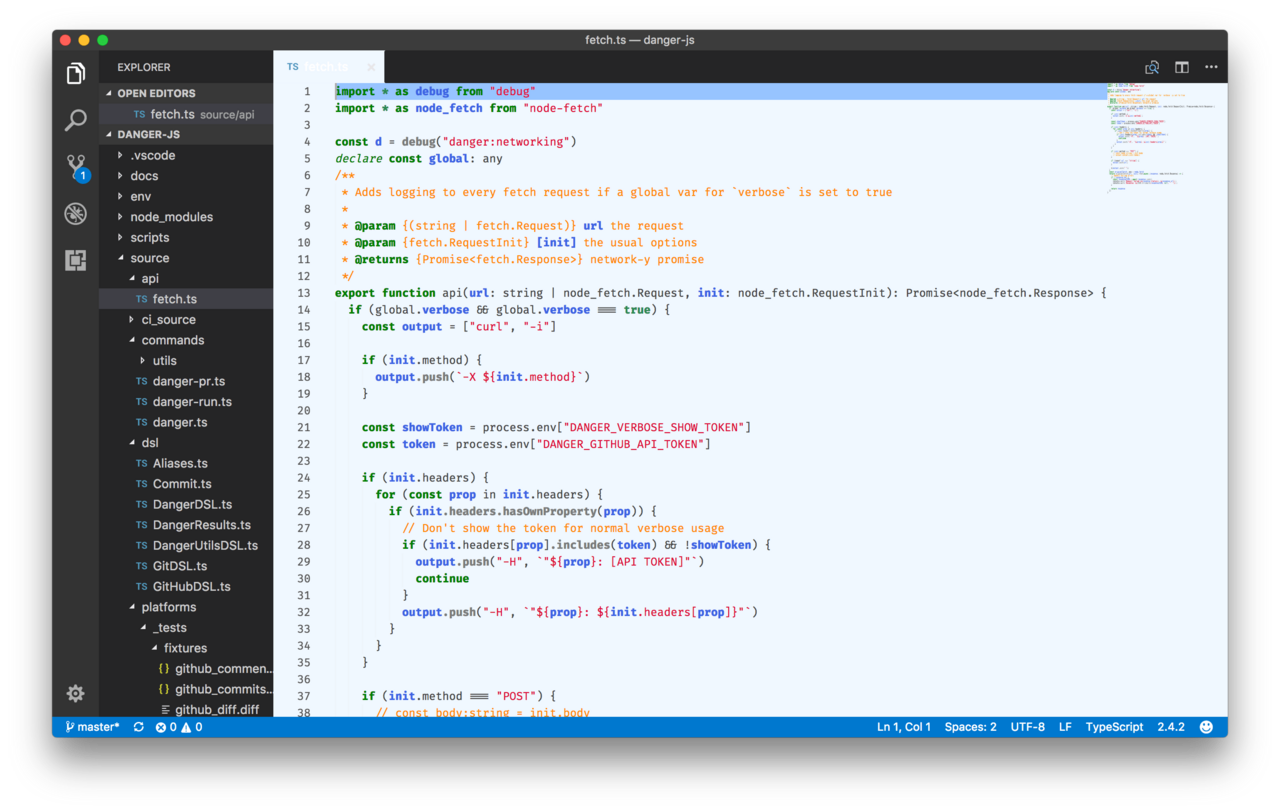 fetch.ts — danger-js
EXPLORER
OPEN EDITORS
TS fetch.ts source/api
DANGER-JS
.vscode
docs
env
node_modules
scripts
source
api
TS fetch.ts
ci_source
commands
utils
TS danger-pr.ts
TS danger-run.ts
TS danger.ts
dsl
TS Aliases.ts
TS Commit.ts
TS DangerDSL.ts
TS DangerResults.ts
TS DangerUtilsDSL.ts
TS GitDSL.ts
TS GitHubDSL.ts
platforms
_tests
fixtures
{} github_commen...
{} github_commits...
github_diff.diff
1
TS fetch.ts
1 import * as debug from "debug"
2 import * as node_fetch from "node-fetch"
3
4 const d = debug("danger:networking")
5 declare const global: any
6 /**
7  * Adds logging to every fetch request if a global var for `verbose` is set to true
8  *
9  * @param {(string | fetch.Request)} url the request
10  * @param {fetch.RequestInit} [init] the usual options
11  * @returns {Promise<fetch.Response>} network-y promise
12  */
13 export function api(url: string | node_fetch.Request, init: node_fetch.RequestInit): Promise<node_fetch.Response> {
14   if (global.verbose && global.verbose === true) {
15     const output = ["curl", "-i"]
16
17     if (init.method) {
18       output.push(`-X ${init.method}`)
19     }
20
21     const showToken = process.env["DANGER_VERBOSE_SHOW_TOKEN"]
22     const token = process.env["DANGER_GITHUB_API_TOKEN"]
23
24     if (init.headers) {
25       for (const prop in init.headers) {
26         if (init.headers.hasOwnProperty(prop)) {
27           // Don't show the token for normal verbose usage
28           if (init.headers[prop].includes(token) && !showToken) {
29             output.push("-H", `"${prop}: [API TOKEN]"`)
30             continue
31           }
32           output.push("-H", `"${prop}: ${init.headers[prop]}"`)
33         }
34       }
35     }
36
37     if (init.method === "POST") {
38       // const body:string = init.body
master* 0 0
Ln 1, Col 1 Spaces: 2 UTF-8 LF TypeScript 2.4.2